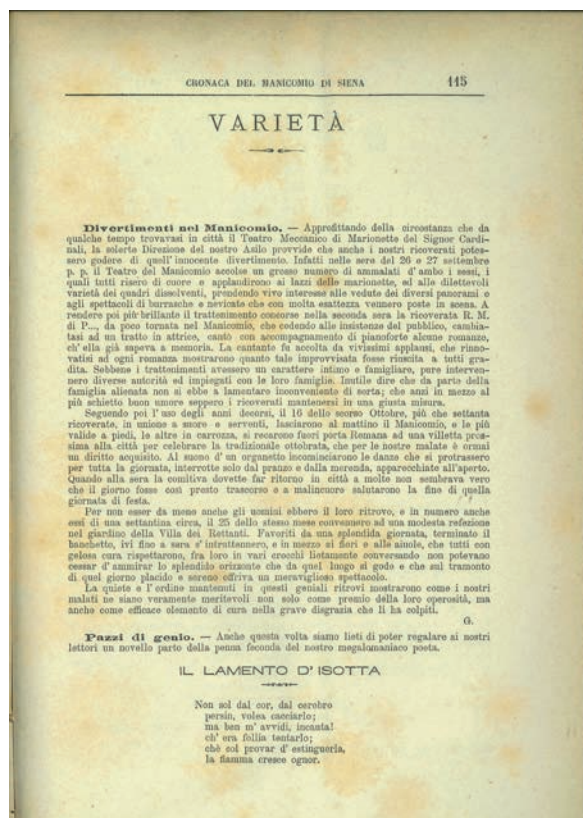 CRONACA DEL MANICOMIO DI SIENA 115
VARIETÀ
Divertimenti nel Manicomio. — Approfittando della circostanza che da
qualche tempo trovavasi in città il Teatro Meccanico di Marionette del Signor Cardi-
nali, la solerte Direzione del nostro Asilo provvide che anche i nostri ricoverati potes-
sero godere di quell' innocente divertimento. Infatti nelle sere del 26 e 27 settembre
p. p. il Teatro del Manicomio accolse un grosso numero di ammalati d' ambo i sessi, i
quali tutti risero di cuore e applaudirono ai lazzi delle marionette, ed alle dilettevoli
varietà dei quadri dissolventi, prendendo vivo interesse alle vedute dei diversi panorami e
agli spettacoli di burrasche e nevicate che con molta esattezza vennero poste in scena. A
rendere poi più brillante il trattenimento concorse nella seconda sera la ricoverata R. M.
di P..., da poco tornata nel Manicomio, che cedendo alle insistenze del pubblico, cambia-
tasi ad un tratto in attrice, cantò con accompagnamento di pianoforte alcune romanze,
ch' ella già sapeva a memoria. La cantante fu accolta da vivissimi applausi, che rinno-
vatisi ad ogni romanza mostrarono quanto tale improvvisata fosse riuscita a tutti gra-
dita. Sebbene i trattenimenti avessero un carattere intimo e famigliare, pure interven-
nero diverse autorità ed impiegati con le loro famiglie. Inutile dire che da parte della
famiglia alienata non si ebbe a lamentare inconveniente di sorta; che anzi in mezzo al
più schietto buon umore seppero i ricoverati mantenersi in una giusta misura.
Seguendo poi l' uso degli anni decorsi, il 16 dello scorso Ottobre, più che settanta
ricoverate, in unione a suore e serventi, lasciarono al mattino il Manicomio, e le più
valide a piedi, le altre in carrozza, si recarono fuori porta Romana ad una villetta pros-
sima alla città per celebrare la tradizionale ottobrata, che per le nostre malate è ormai
un diritto acquisito. Al suono d' un organetto incominciarono le danze che si protrassero
per tutta la giornata, interrotte solo dal pranzo e dalla merenda, apparecchiate all'aperto.
Quando alla sera la comitiva dovette far ritorno in città a molte non sembrava vero
che il giorno fosse così presto trascorso e a malincuore salutarono la fine di quella
giornata di festa.
Per non esser da meno anche gli uomini ebbero il loro ritrovo, e in numero anche
essi di una settantina circa, il 25 dello stesso mese convennero ad una modesta refezione
nel giardino della Villa dei Rettanti. Favoriti da una splendida giornata, terminato il
banchetto, ivi fino a sera s' intrattennero, e in mezzo ai fiori e alle aiuole, che tutti con
gelosa cura rispettarono, fra loro in vari crocchi lietamente conversando non potevano
cessar d' ammirar lo splendido orizzonte che da quel luogo si gode e che sul tramonto
di quel giorno placido e sereno offriva un meraviglioso spettacolo.
La quiete e l' ordine mantenuti in questi geniali ritrovi mostrarono come i nostri
malati ne siano veramente meritevoli non solo come premio della loro operosità, ma
anche come efficace elemento di cura nella grave disgrazia che li ha colpiti.
G.
Pazzi di genio. — Anche questa volta siamo lieti di poter regalare ai nostri
lettori un novello parto della penna feconda del nostro megalomaniaco poeta.
IL LAMENTO D' ISOTTA
Non sol dal cor, dal cerebro
persin, volea cacciarlo;
ma ben m' avvidi, incanta!
ch' era follia tentarlo;
chè sol provar d' estinguerla,
la fiamma cresce ognor.